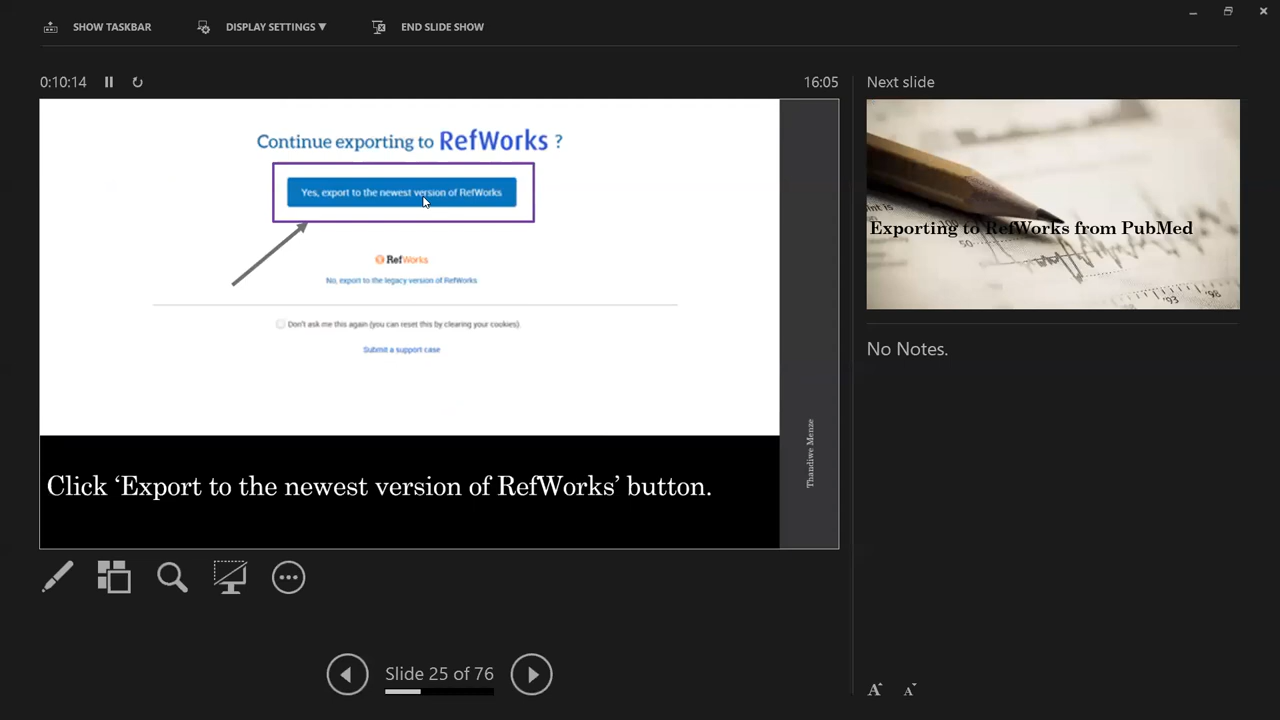 SHOW TASKBAR
DISPLAY SETTINGS ▼
END SLIDE SHOW
0:10:14
16:05
Continue exporting to RefWorks ?
Yes, export to the newest version of RefWorks
RefWorks
No, export to the legacy version of RefWorks
Don't ask me this again (you can reset this by clearing your cookies).
Submit a support case
Thandiwe Menze
Click ‘Export to the newest version of RefWorks’ button.
Slide 25 of 76
Next slide
Exporting to RefWorks from PubMed
50
'93
'98
No Notes.
A A